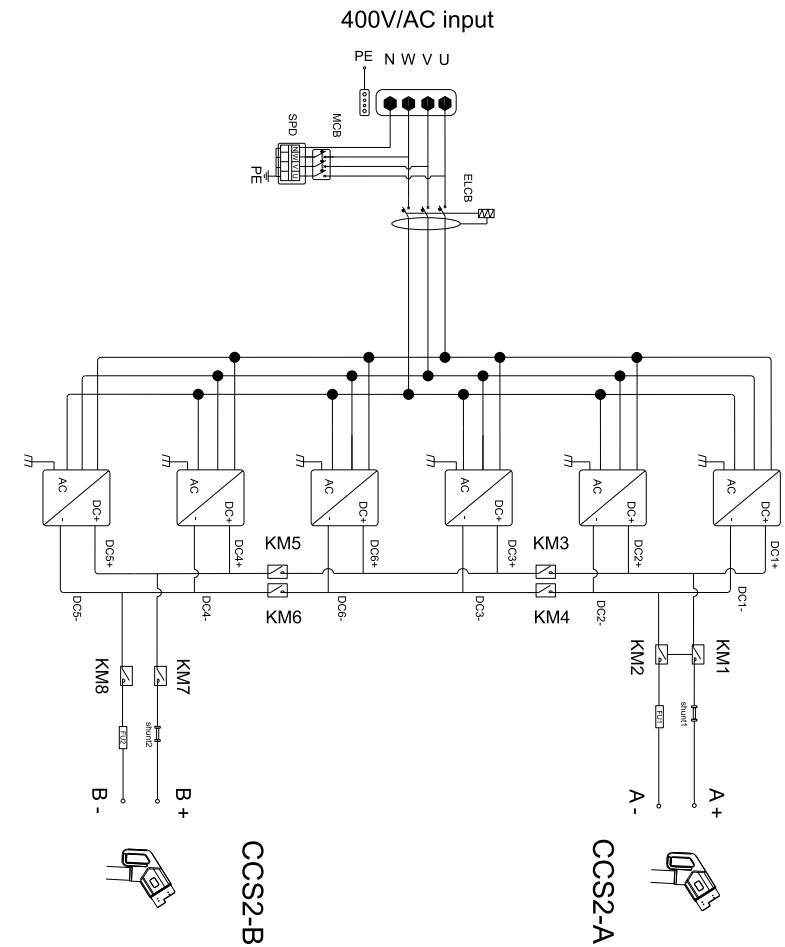 400V/AC input
PE N W V U
SPD
MCB
N W V U
PE
ELCB
AC DC+ -
AC DC+ -
AC DC+ -
AC DC+ -
AC DC+ -
AC DC+ -
KM5
KM3
DC5+
DC4+
DC6+
DC3+
DC2+
DC1+
DC5-
DC4-
KM6
DC6-
DC3-
KM4
DC2-
DC1-
KM8
KM7
KM2
KM1
FU2
shunt2
FU1
shunt1
B -
B +
A -
A +
CCS2-B
CCS2-A